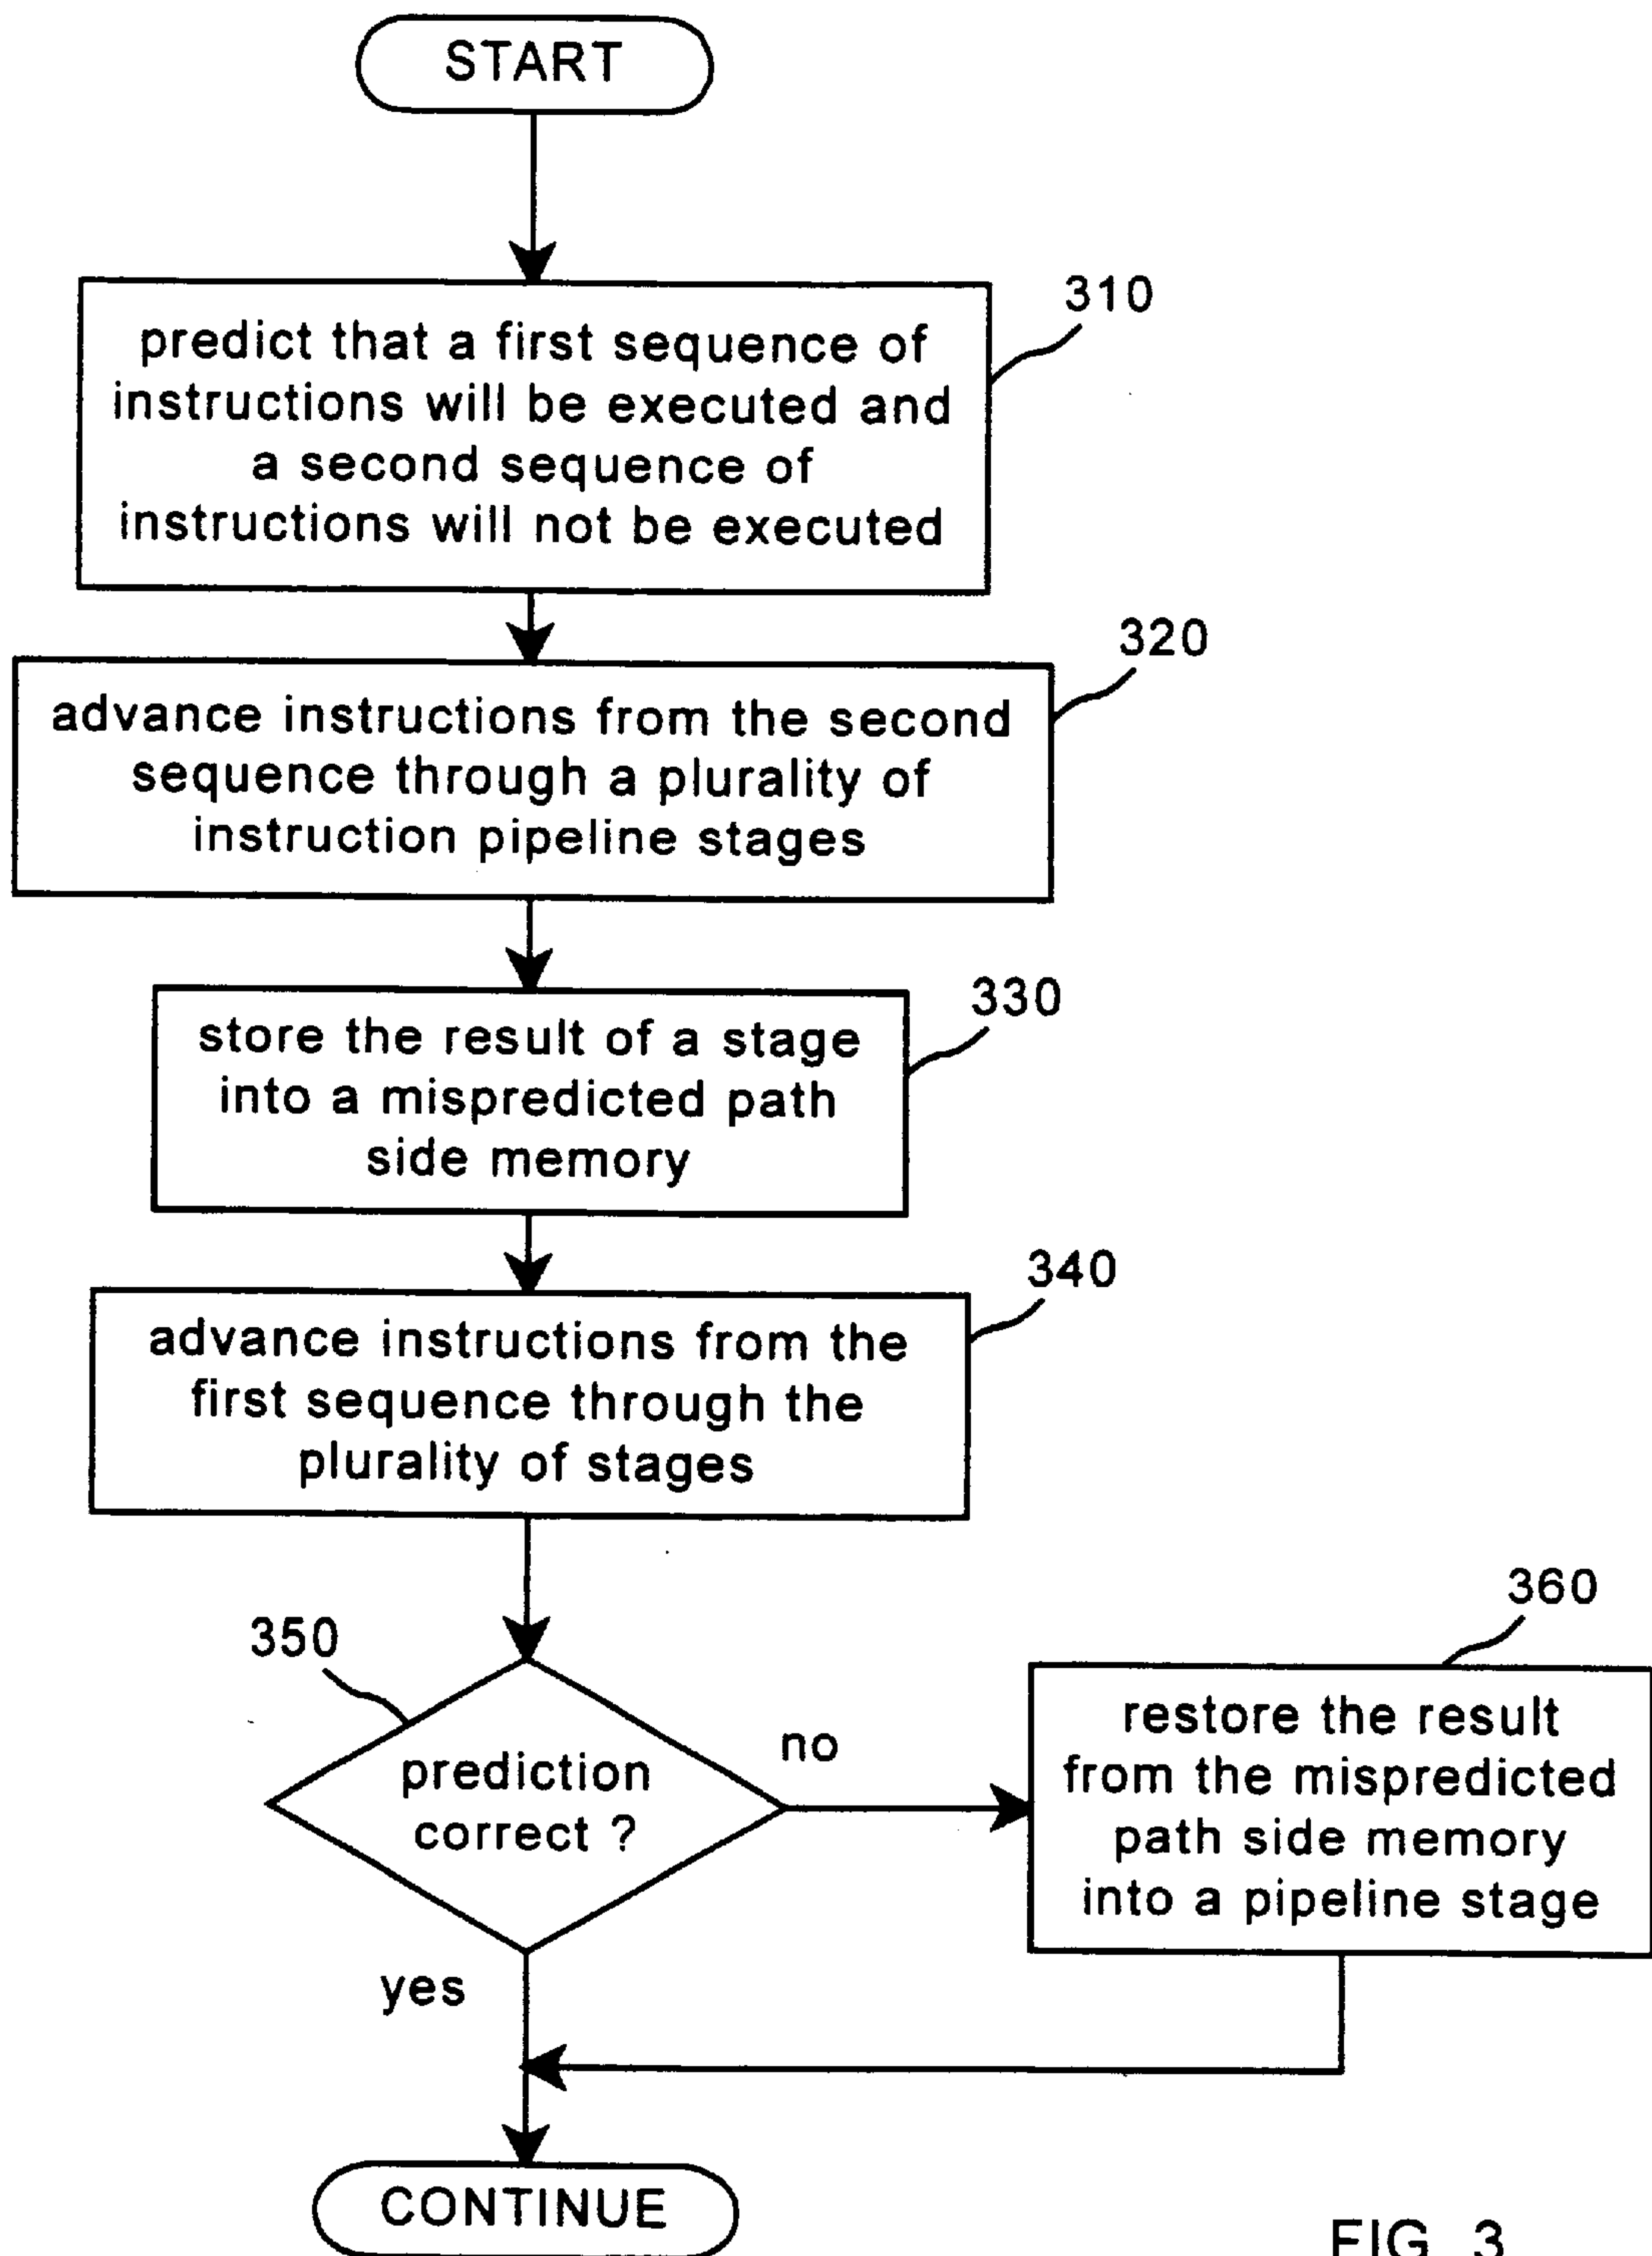 START
310
predict that a first sequence of
instructions will be executed and
a second sequence of
instructions will not be executed
320
advance instructions from the second
sequence through a plurality of
instruction pipeline stages
330
store the result of a stage
into a mispredicted path
side memory
340
advance instructions from the
first sequence through the
plurality of stages
350
prediction
correct ?
no
yes
360
restore the result
from the mispredicted
path side memory
into a pipeline stage
CONTINUE
FIG. 3